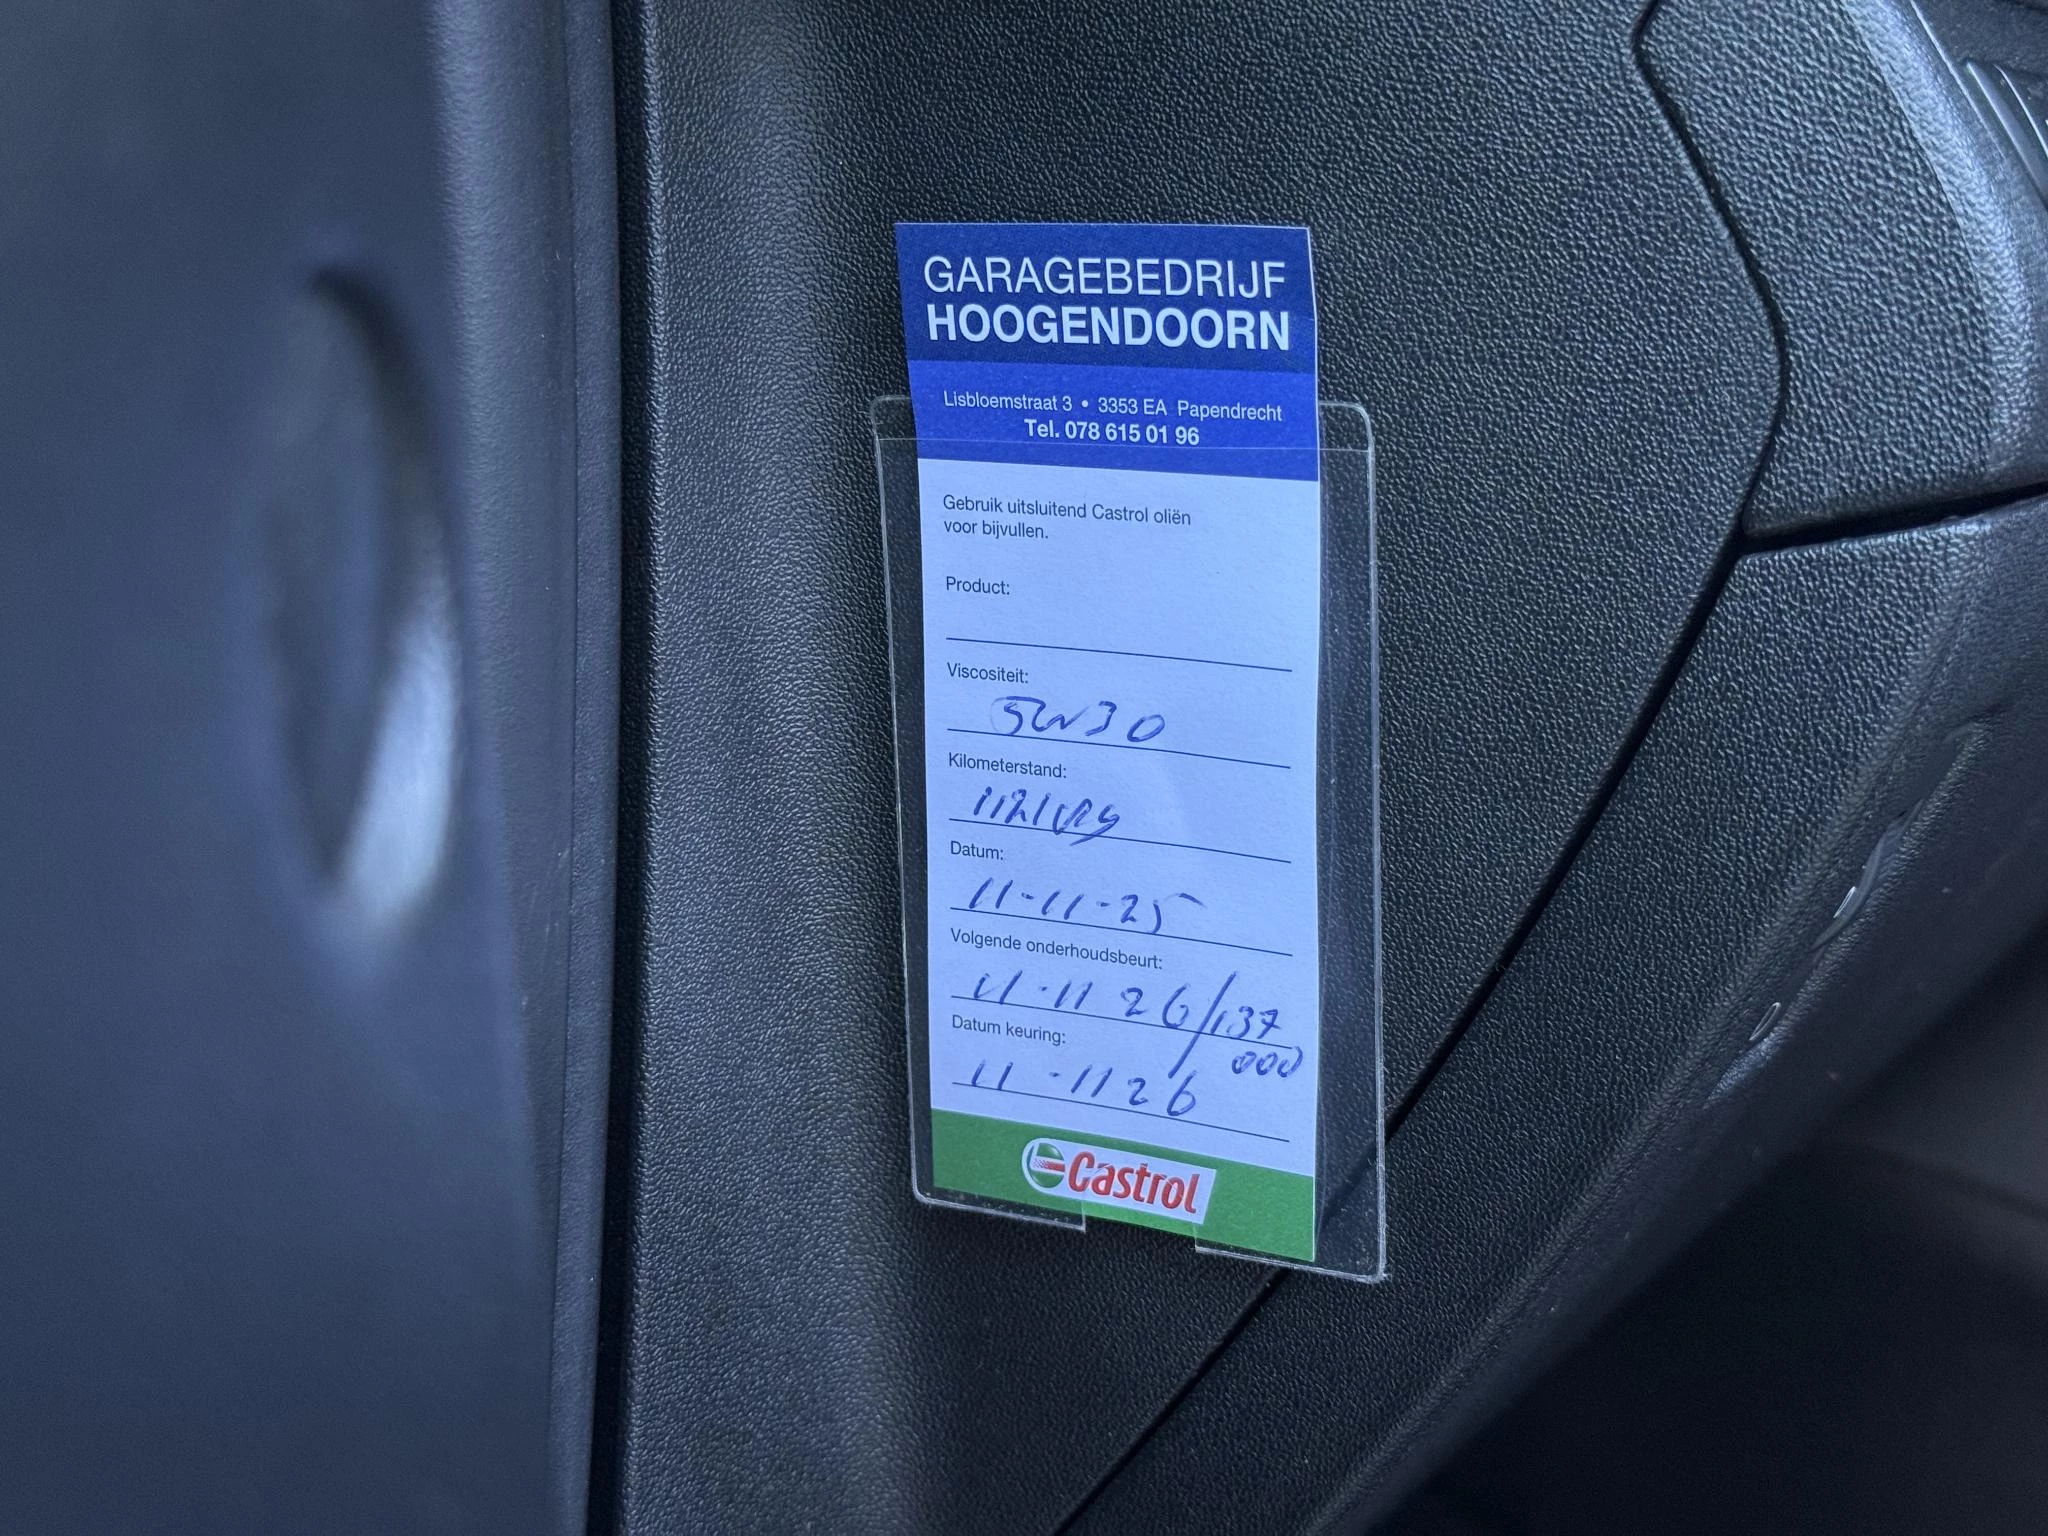 GARAGEBEDRIJF
HOOGENDOORN
Lisbloemstraat 3 • 3353 EA Papendrecht
Tel. 078 615 01 96
Gebruik uitsluitend Castrol oliën
voor bijvullen.
Product:
Viscositeit:
5W30
Kilometerstand:
Datum:
11-11-25
Volgende onderhoudsbeurt:
11-11 26/137
000
Datum keuring:
11-11 26
Castrol